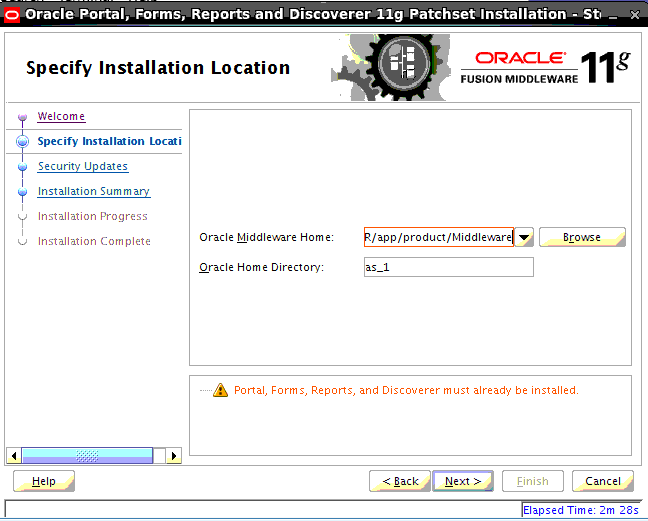 Oracle Portal, Forms, Reports and Discoverer 11g Patchset Installation - St
Specify Installation Location
ORACLE
FUSION MIDDLEWARE 11g
Welcome
Specify Installation Locati
Security Updates
Installation Summary
Installation Progress
Installation Complete
Oracle Middleware Home: R/app/product/Middleware Browse
Oracle Home Directory: as_1
Portal, Forms, Reports, and Discoverer must already be installed.
Help < Back Next > Finish Cancel
Elapsed Time: 2m 28s